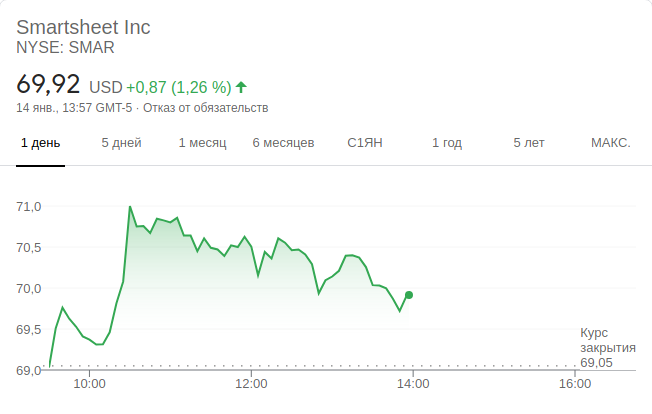 Smartsheet Inc
NYSE: SMAR
69,92 USD +0,87 (1,26 %)
14 янв., 13:57 GMT-5 · Отказ от обязательств
1 день 5 дней 1 месяц 6 месяцев С1ЯН 1 год 5 лет МАКС.
71,0
70,5
70,0
69,5
Курс
закрытия
69,05
69,0
10:00 12:00 14:00 16:00